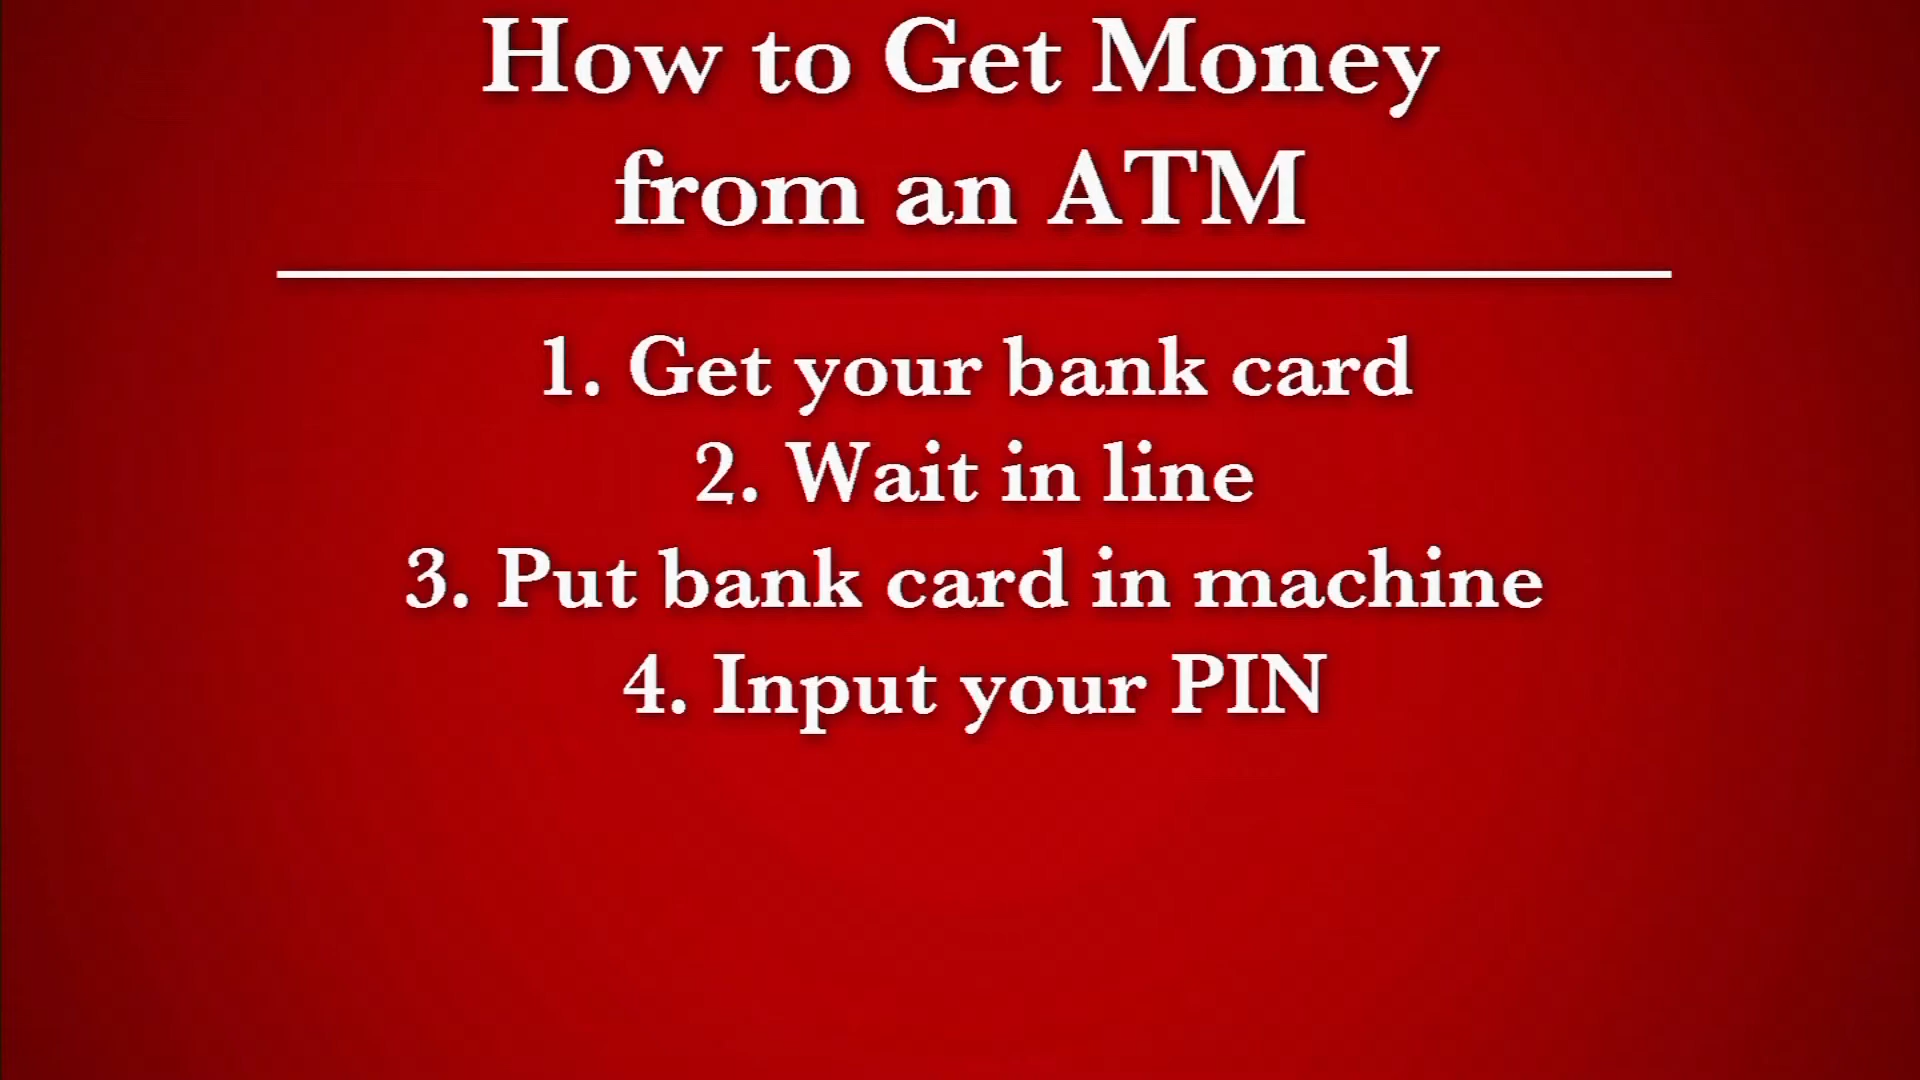 How to Get Money
from an ATM
1. Get your bank card
2. Wait in line
3. Put bank card in machine
4. Input your PIN